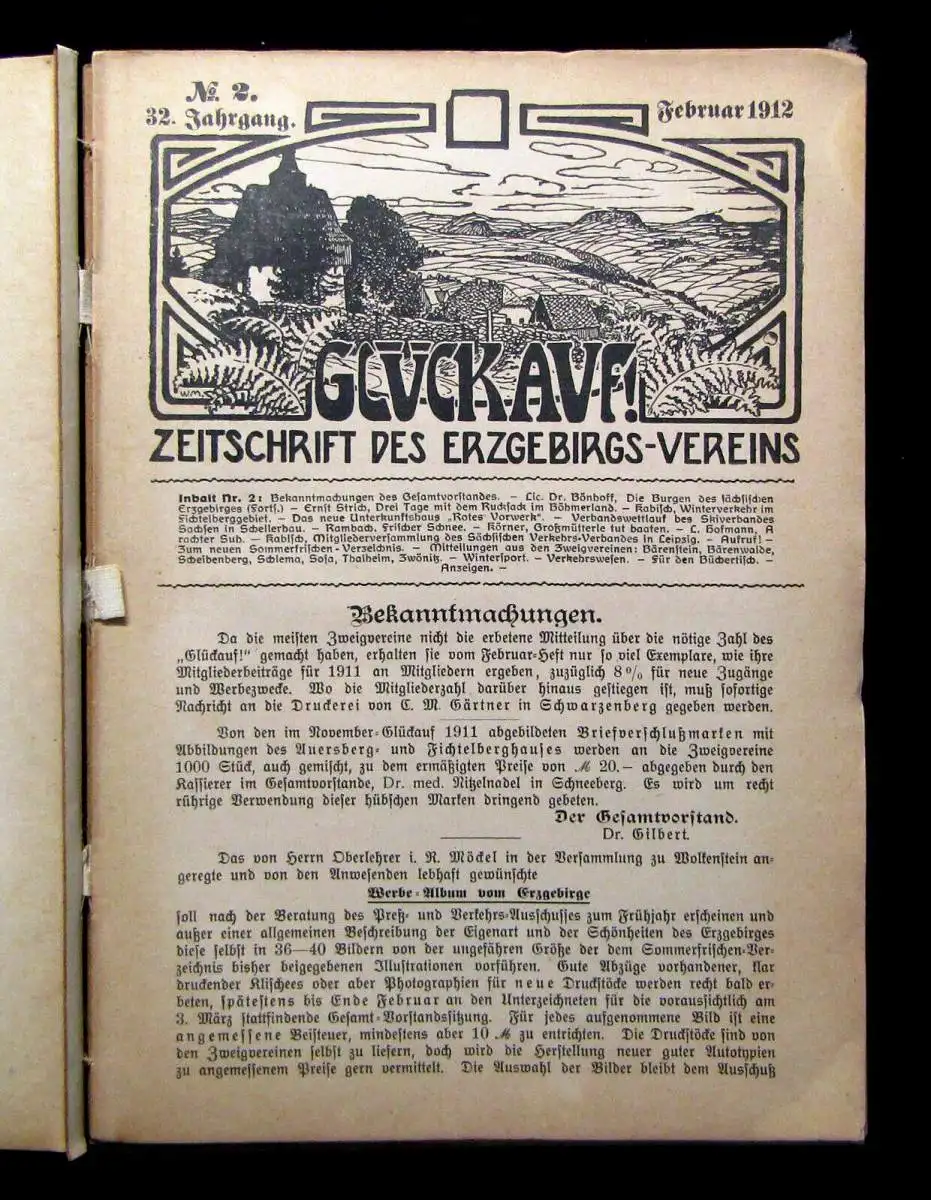 No. 2.
32. Jahrgang.
Februar 1912
WM.
GLÜCKAUF!
ZEITSCHRIFT DES ERZGEBIRGS-VEREINS
Inhalt Nr. 2: Bekanntmachungen des Gesamtvorstandes. – Lic. Dr. Bönhoff, Die Burgen des sächsischen
Erzgebirges (Forts.) – Ernst Strich, Drei Tage mit dem Rucksack im Böhmerland. – Kabisch, Winterverkehr im
Fichtelberggebiet. – Das neue Unterkunftshaus „Rotes Vorwerk“. – Verbandswettlauf des Skiverbandes
Sachsen in Schellerbau. – Rambach, Frischer Schnee. – Körner, Großmütterle tut baaten. – L. Hofmann, A
rachter Sub. – Kabisch, Mitgliederversammlung des Sächsischen Verkehrs-Verbandes in Leipzig. – Aufruf! –
Zum neuen Sommerfrischen-Verzeichnis. – Mitteilungen aus den Zweigvereinen: Bärenstein, Bärenwalde,
Scheibenberg, Schlema, Sosa, Thalheim, Zwönitz. – Wintersport. – Verkehrswesen. – Für den Büchertisch. –
Anzeigen. –
Bekanntmachungen.
Da die meisten Zweigvereine nicht die erbetene Mitteilung über die nötige Zahl des
„Glückauf!“ gemacht haben, erhalten sie vom Februar-Heft nur so viel Exemplare, wie ihre
Mitgliederbeiträge für 1911 an Mitgliedern ergeben, zuzüglich 8% für neue Zugänge
und Werbezwecke. Wo die Mitgliederzahl darüber hinaus gestiegen ist, muß sofortige
Nachricht an die Druckerei von C. M. Gärtner in Schwarzenberg gegeben werden.
Von den im November-Glückauf 1911 abgebildeten Briefverschlußmarken mit
Abbildungen des Auersberg- und Fichtelberghauses werden an die Zweigvereine
1000 Stück, auch gemischt, zu dem ermäßigten Preise von M 20.– abgegeben durch den
Kassierer im Gesamtvorstande, Dr. med. Nitzelnadel in Schneeberg. Es wird um recht
rührige Verwendung dieser hübschen Marken dringend gebeten.
Der Gesamtvorstand.
Dr. Gilbert.
Das von Herrn Oberlehrer i. R. Möckel in der Versammlung zu Wolkenstein an-
geregte und von den Anwesenden lebhaft gewünschte
Werbe-Album vom Erzgebirge
soll nach der Beratung des Preß- und Verkehrs-Ausschusses zum Frühjahr erscheinen und
außer einer allgemeinen Beschreibung der Eigenart und der Schönheiten des Erzgebirges
diese selbst in 36—40 Bildern von der ungefähren Größe der dem Sommerfrischen-Ver-
zeichnis bisher beigegebenen Illustrationen vorführen. Gute Abzüge vorhandener, klar
druckender Klischees oder aber Photographien für neue Druckstöcke werden recht bald er-
beten, spätestens bis Ende Februar an den Unterzeichneten für die voraussichtlich am
3. März stattfindende Gesamt-Vorstandssitzung. Für jedes aufgenommene Bild ist eine
angemessene Beisteuer, mindestens aber 10 M zu entrichten. Die Druckstöcke sind von
den Zweigvereinen selbst zu liefern, doch wird die Herstellung neuer guter Autotypien
zu angemessenem Preise gern vermittelt. Die Auswahl der Bilder bleibt dem Ausschuß